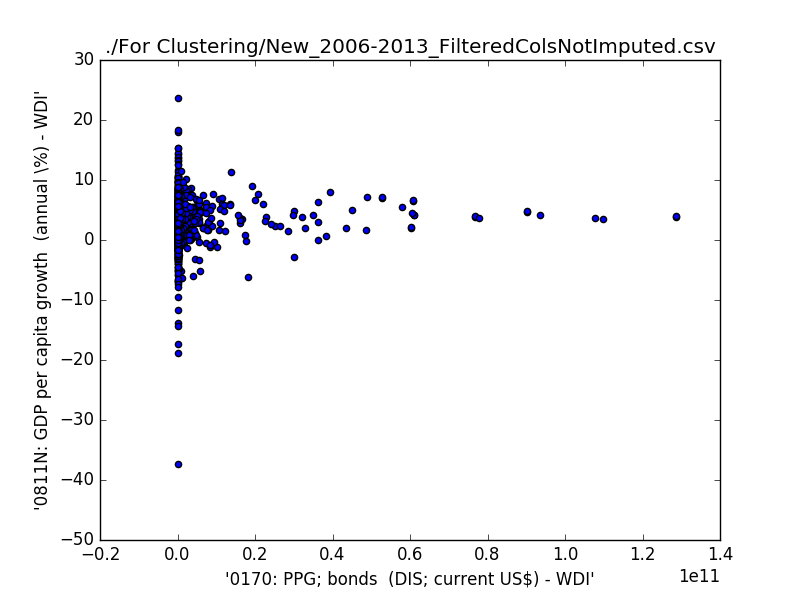 ./For Clustering/New_2006-2013_FilteredColsNotImputed.csv
30
20
10
0
−10
−20
−30
−40
−50
'0811N: GDP per capita growth  (annual \%) - WDI'
−0.2 0.0 0.2 0.4 0.6 0.8 1.0 1.2 1.4
1e11
'0170: PPG; bonds  (DIS; current US$) - WDI'